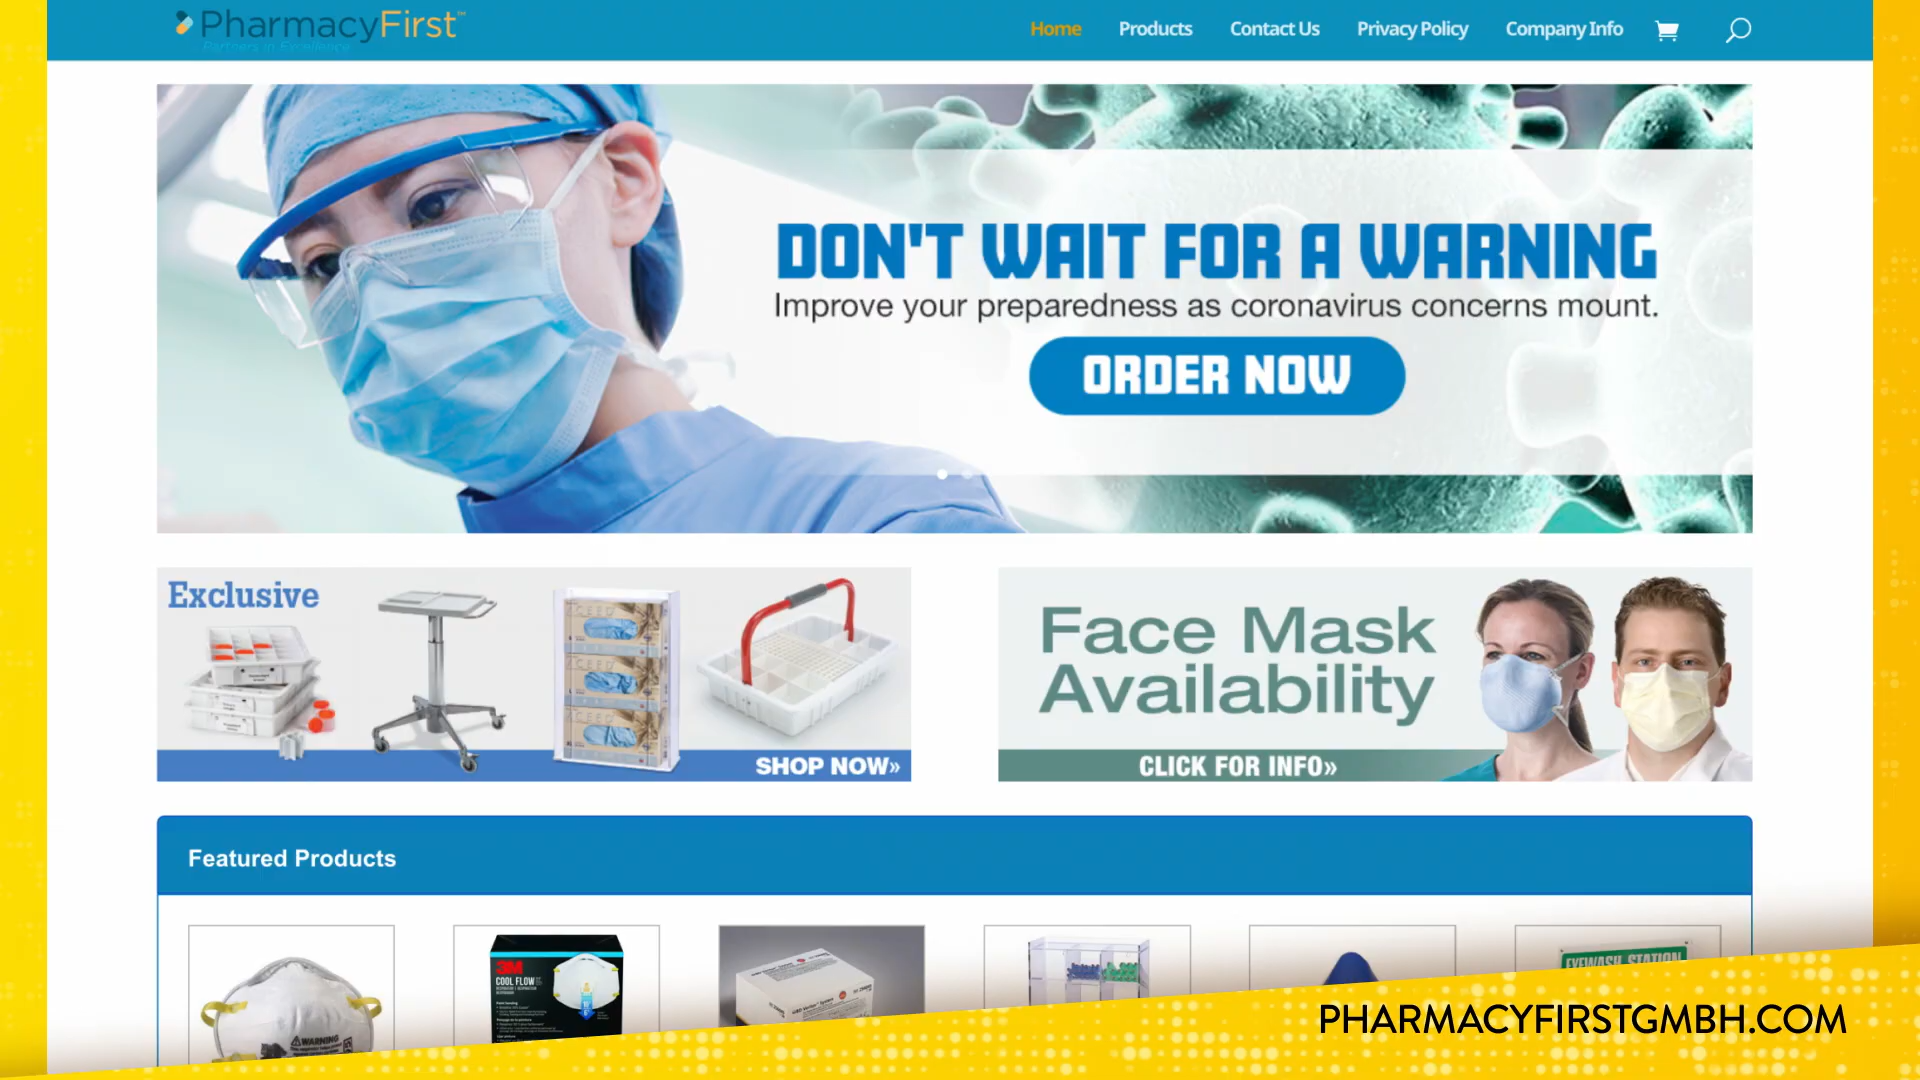 PharmacyFirst™
Partners in Excellence
Home Products Contact Us Privacy Policy Company Info
DON'T WAIT FOR A WARNING
Improve your preparedness as coronavirus concerns mount.
ORDER NOW
Exclusive
SHOP NOW»
Face Mask
Availability
CLICK FOR INFO»
Featured Products
3M
COOL FLOW
WARNING
EYEWASH STATION
PHARMACYFIRSTGMBH.COM